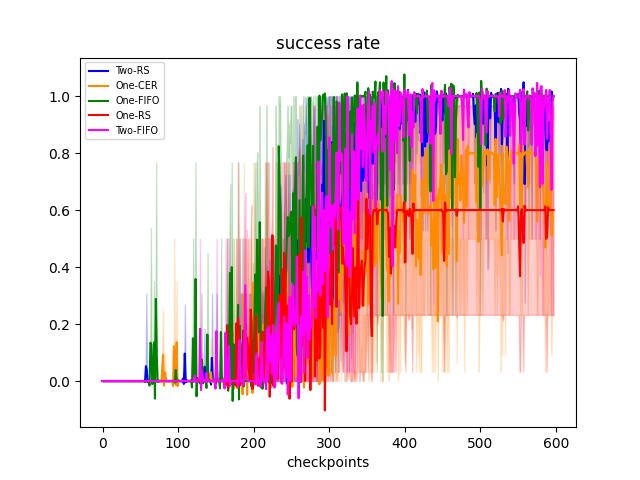 success rate
Two-RS
One-CER
One-FIFO
One-RS
Two-FIFO
1.0
0.8
0.6
0.4
0.2
0.0
0 100 200 300 400 500 600
checkpoints